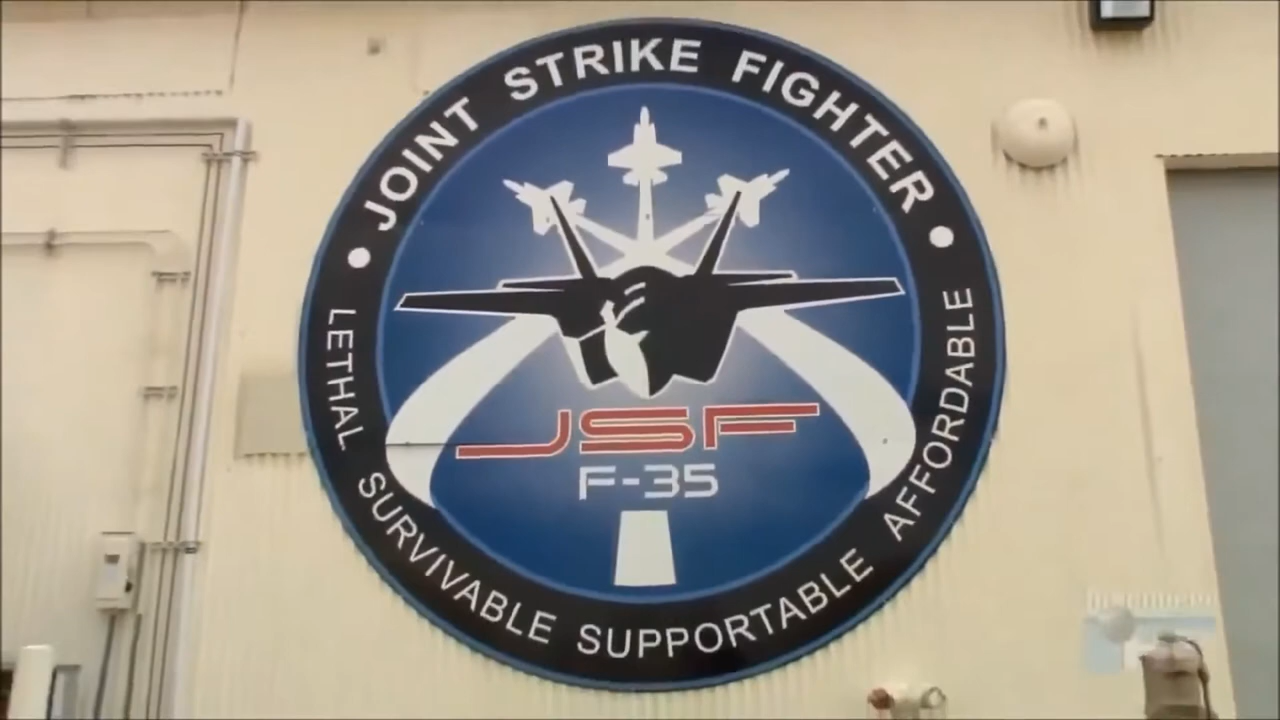 JOINT STRIKE FIGHTER
LETHAL SURVIVABLE SUPPORTABLE AFFORDABLE
JSF
F-35